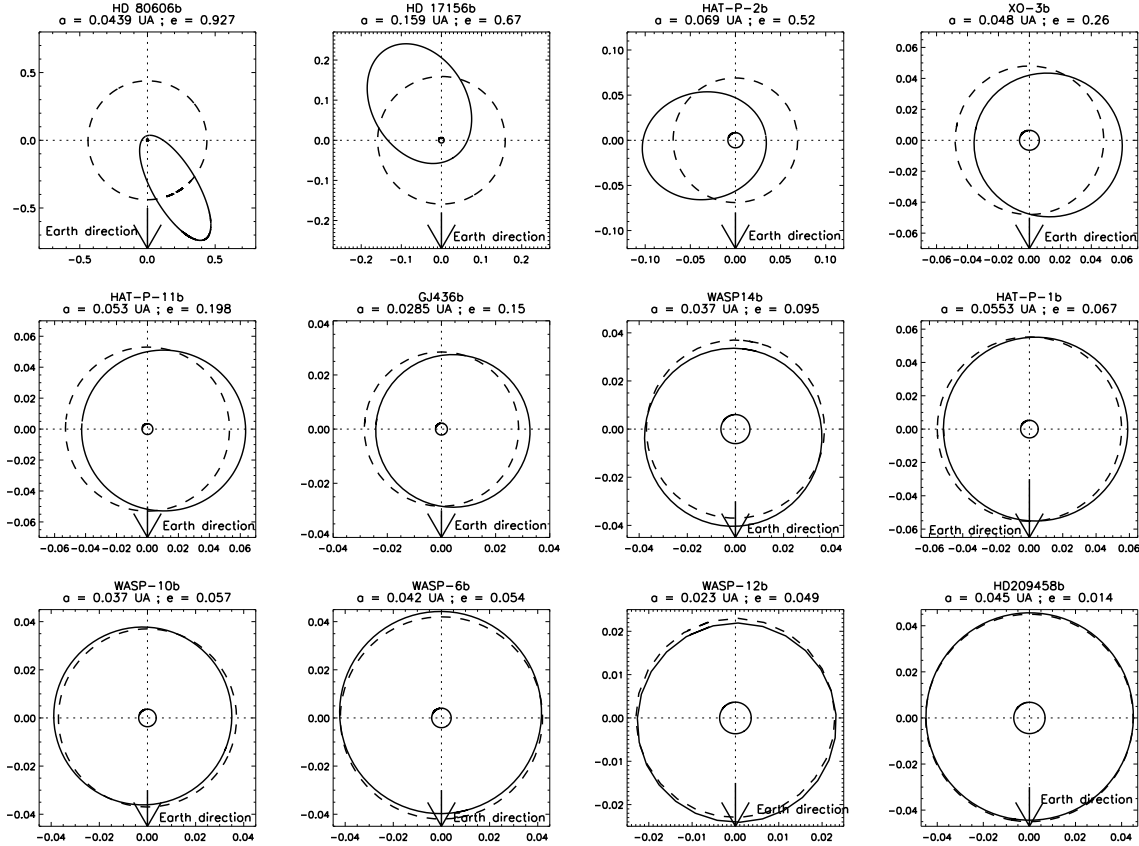 HD 80606b
a = 0.0439 UA ; e = 0.927
0.5
0.0
−0.5
Earth direction
−0.5 0.0 0.5
HD 17156b
a = 0.159 UA ; e = 0.67
0.2
0.1
0.0
−0.1
−0.2
Earth direction
−0.2 −0.1 0.0 0.1 0.2
HAT−P−2b
a = 0.069 UA ; e = 0.52
0.10
0.05
0.00
−0.05
−0.10
Earth direction
−0.10 −0.05 0.00 0.05 0.10
XO−3b
a = 0.048 UA ; e = 0.26
0.06
0.04
0.02
0.00
−0.02
−0.04
−0.06
Earth direction
−0.06 −0.04 −0.02 0.00 0.02 0.04 0.06
HAT−P−11b
a = 0.053 UA ; e = 0.198
0.06
0.04
0.02
0.00
−0.02
−0.04
−0.06
Earth direction
−0.06 −0.04 −0.02 0.00 0.02 0.04 0.06
GJ436b
a = 0.0285 UA ; e = 0.15
0.04
0.02
0.00
−0.02
−0.04
Earth direction
−0.04 −0.02 0.00 0.02 0.04
WASP14b
a = 0.037 UA ; e = 0.095
0.04
0.02
0.00
−0.02
−0.04
Earth direction
−0.04 −0.02 0.00 0.02 0.04
HAT−P−1b
a = 0.0553 UA ; e = 0.067
0.06
0.04
0.02
0.00
−0.02
−0.04
−0.06
Earth direction
−0.06 −0.04 −0.02 0.00 0.02 0.04 0.06
WASP−10b
a = 0.037 UA ; e = 0.057
0.04
0.02
0.00
−0.02
−0.04
Earth direction
−0.04 −0.02 0.00 0.02 0.04
WASP−6b
a = 0.042 UA ; e = 0.054
0.04
0.02
0.00
−0.02
−0.04
Earth direction
−0.04 −0.02 0.00 0.02 0.04
WASP−12b
a = 0.023 UA ; e = 0.049
0.02
0.01
0.00
−0.01
−0.02
Earth direction
−0.02 −0.01 0.00 0.01 0.02
HD209458b
a = 0.045 UA ; e = 0.014
0.04
0.02
0.00
−0.02
−0.04
Earth direction
−0.04 −0.02 0.00 0.02 0.04